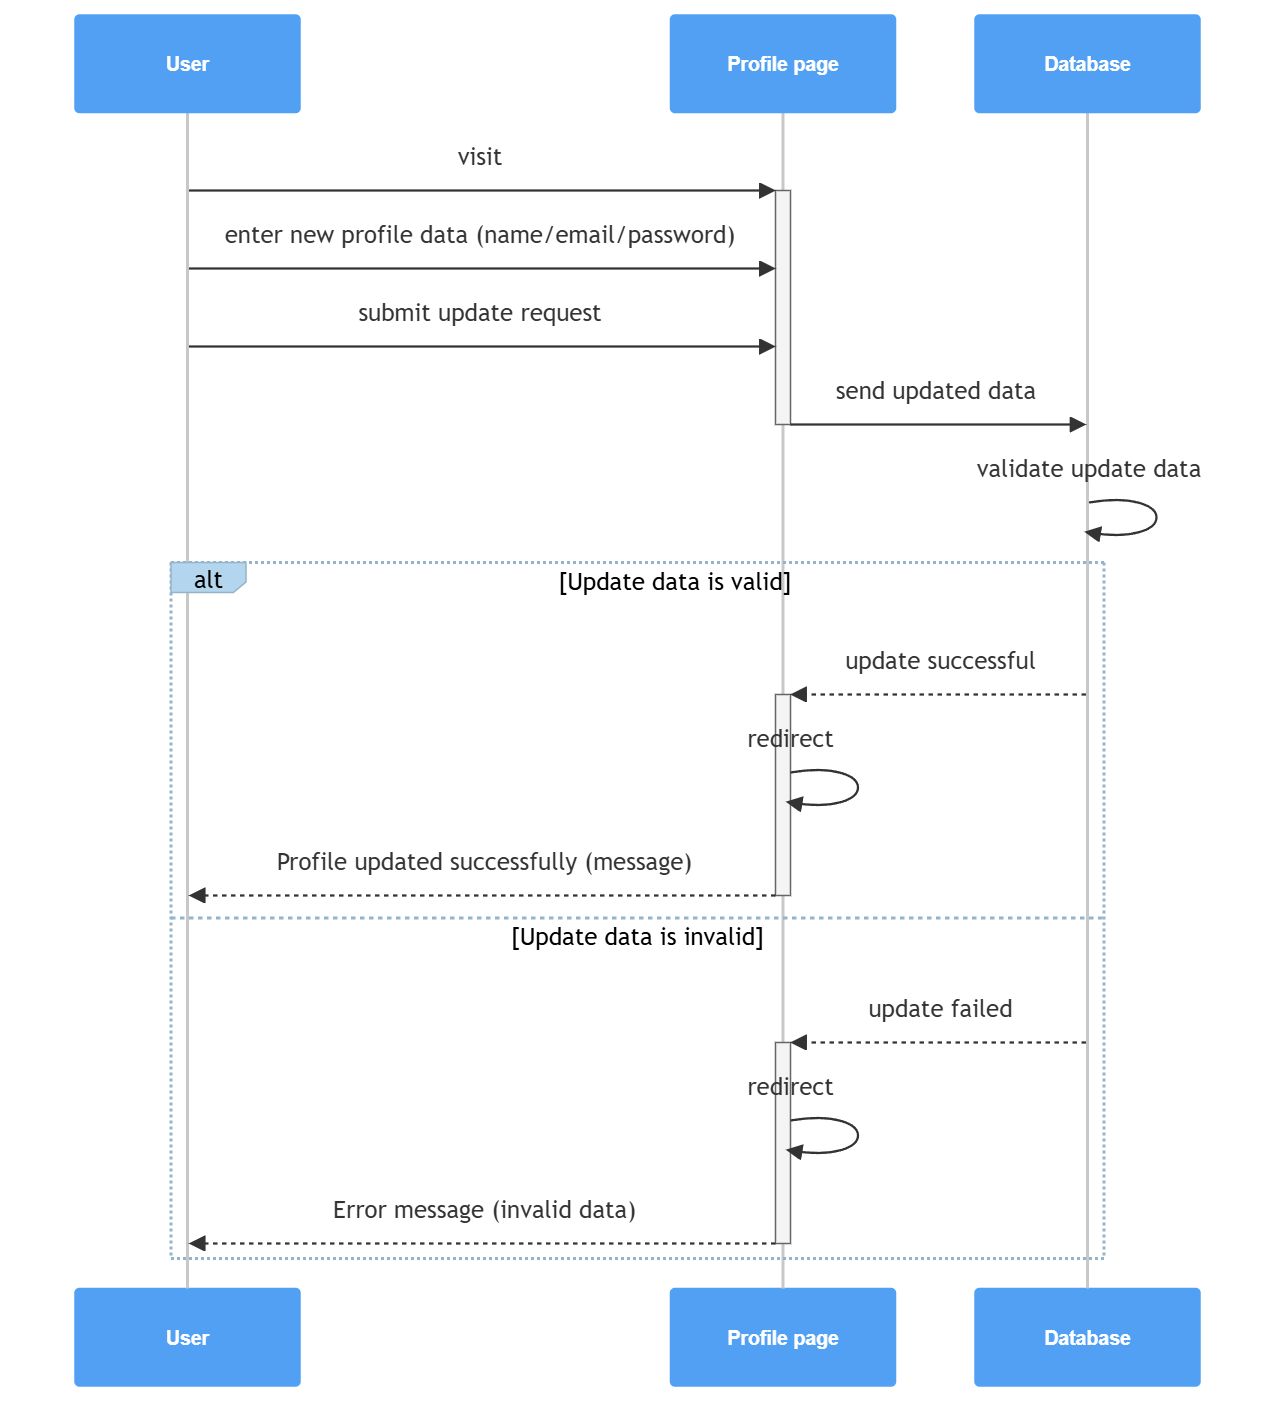 User
Profile page
Database
visit
enter new profile data (name/email/password)
submit update request
send updated data
validate update data
alt
[Update data is valid]
update successful
redirect
Profile updated successfully (message)
[Update data is invalid]
update failed
redirect
Error message (invalid data)
User
Profile page
Database